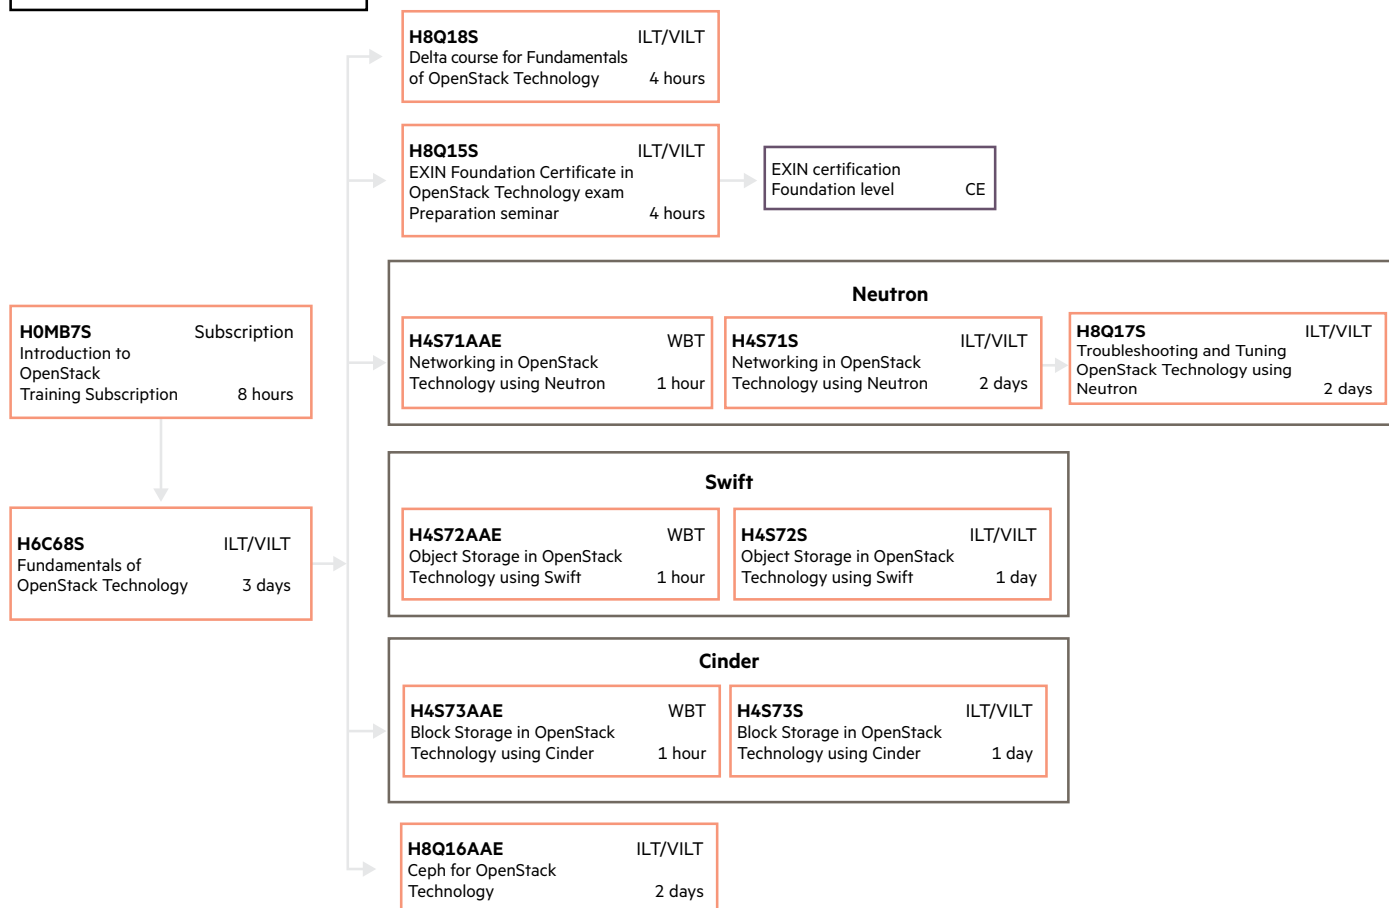 H8Q18S ILT/VILT
Delta course for Fundamentals
of OpenStack Technology 4 hours
H8Q15S ILT/VILT
EXIN Foundation Certificate in
OpenStack Technology exam
Preparation seminar 4 hours
EXIN certification
Foundation level CE
Neutron
H0MB7S Subscription
Introduction to
OpenStack
Training Subscription 8 hours
H4S71AAE WBT
Networking in OpenStack
Technology using Neutron 1 hour
H4S71S ILT/VILT
Networking in OpenStack
Technology using Neutron 2 days
H8Q17S ILT/VILT
Troubleshooting and Tuning
OpenStack Technology using
Neutron 2 days
Swift
H6C68S ILT/VILT
Fundamentals of
OpenStack Technology 3 days
H4S72AAE WBT
Object Storage in OpenStack
Technology using Swift 1 hour
H4S72S ILT/VILT
Object Storage in OpenStack
Technology using Swift 1 day
Cinder
H4S73AAE WBT
Block Storage in OpenStack
Technology using Cinder 1 hour
H4S73S ILT/VILT
Block Storage in OpenStack
Technology using Cinder 1 day
H8Q16AAE ILT/VILT
Ceph for OpenStack
Technology 2 days